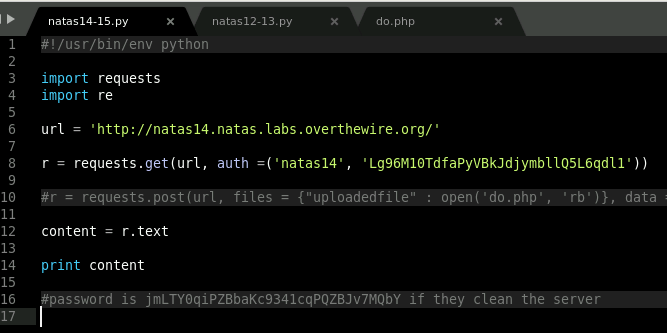 natas14-15.py × natas12-13.py × do.php ×
1 #!/usr/bin/env python
2
3 import requests
4 import re
5
6 url = 'http://natas14.natas.labs.overthewire.org/'
7
8 r = requests.get(url, auth =('natas14', 'Lg96M10TdfaPyVBkJdjymbllQ5L6qdl1'))
9
10 #r = requests.post(url, files = {"uploadedfile" : open('do.php', 'rb')}, data =
11
12 content = r.text
13
14 print content
15
16 #password is jmLTY0qiPZBbaKc9341cqPQZBJv7MQbY if they clean the server
17